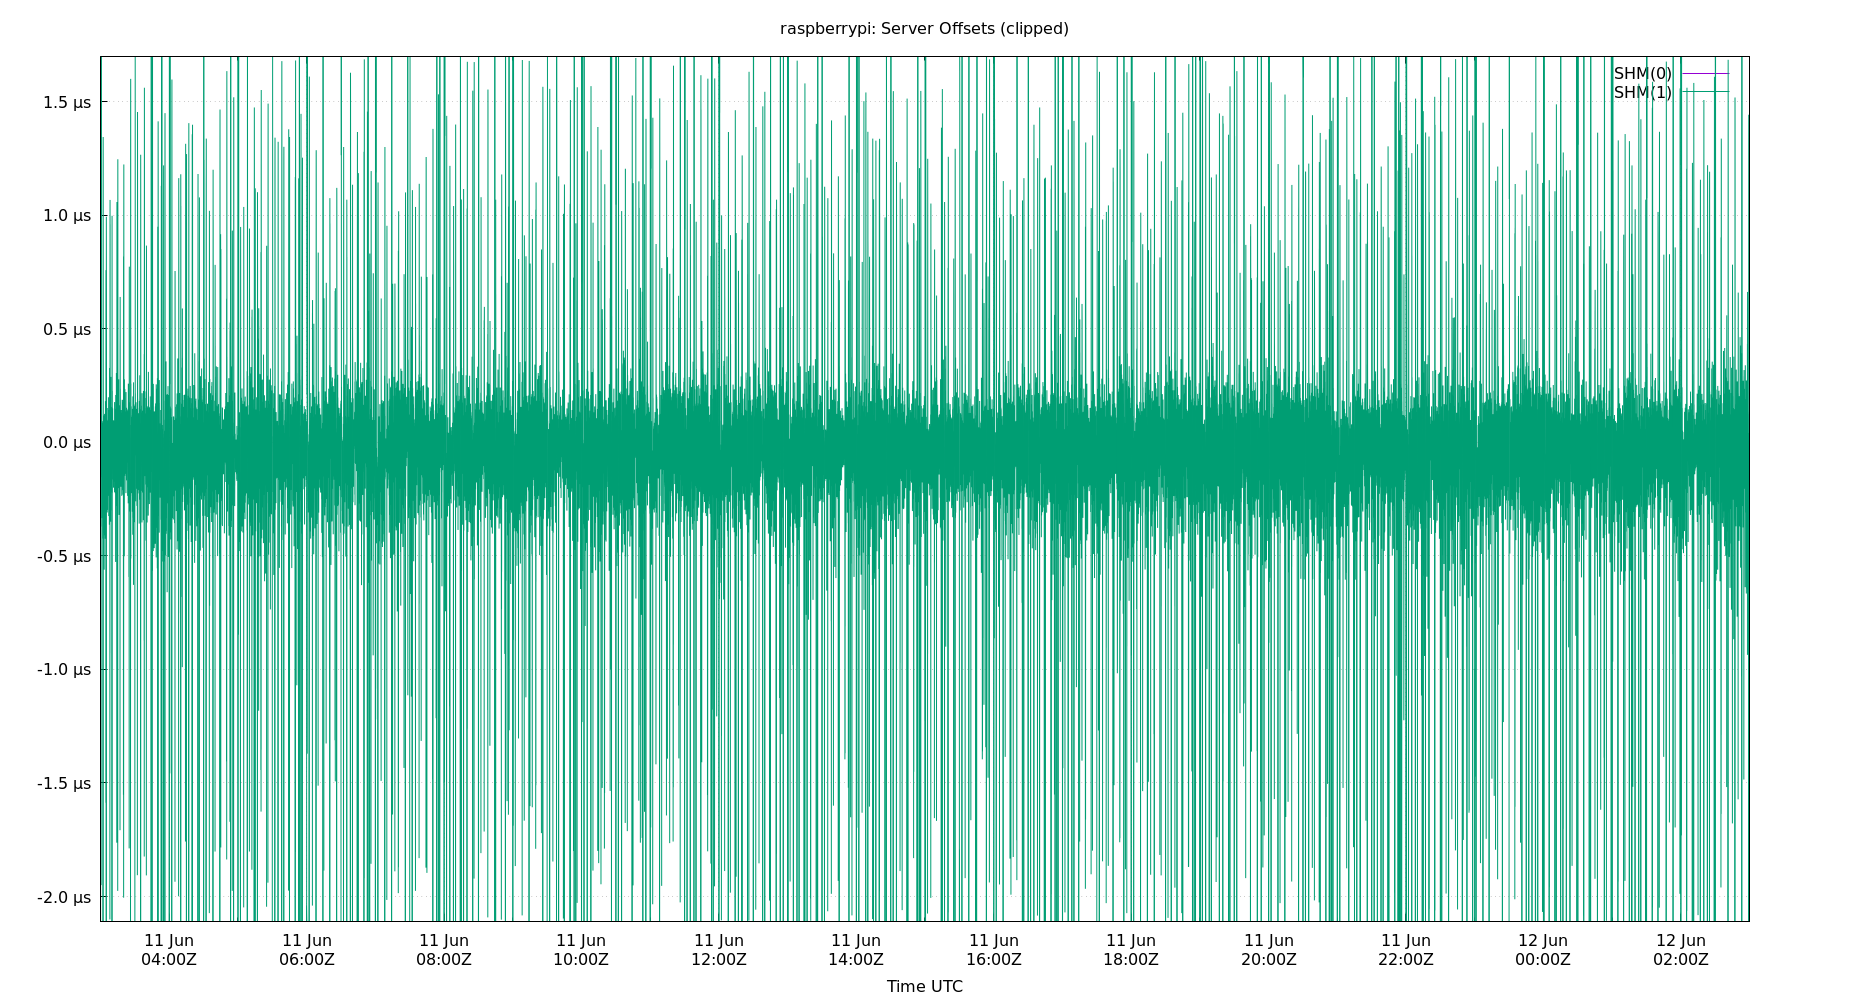 raspberrypi: Server Offsets (clipped)
SHM(0)
SHM(1)
1.5 µs
1.0 µs
0.5 µs
0.0 µs
-0.5 µs
-1.0 µs
-1.5 µs
-2.0 µs
11 Jun 11 Jun 11 Jun 11 Jun 11 Jun 11 Jun 11 Jun 11 Jun 11 Jun 11 Jun 12 Jun 12 Jun
04:00Z 06:00Z 08:00Z 10:00Z 12:00Z 14:00Z 16:00Z 18:00Z 20:00Z 22:00Z 00:00Z 02:00Z
Time UTC